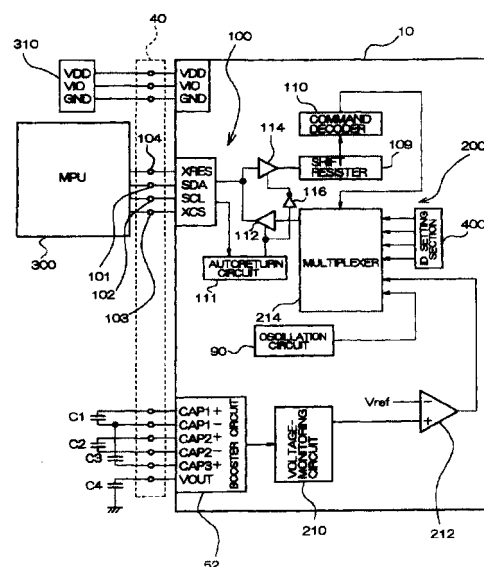 40
310
100
10
VDD
VIO
GND
VDD
VIO
GND
110
COMMAND
DECODER
114
104
SHIFT
RESISTER
109
200
MPU
XRES
SDA
SCL
XCS
116
112
400
ID SETTING
SECTION
MULTIPLEXER
300
101
102
103
AUTORETURN
CIRCUIT
111
214
OSCILLATION
CIRCUIT
90
C1
C2
C3
C4
CAP1+
CAP1-
CAP2+
CAP2-
CAP3+
VOUT
BOOSTER CIRCUIT
VOLTAGE-
MONITORING
CIRCUIT
Vref
-
+
210
212
52